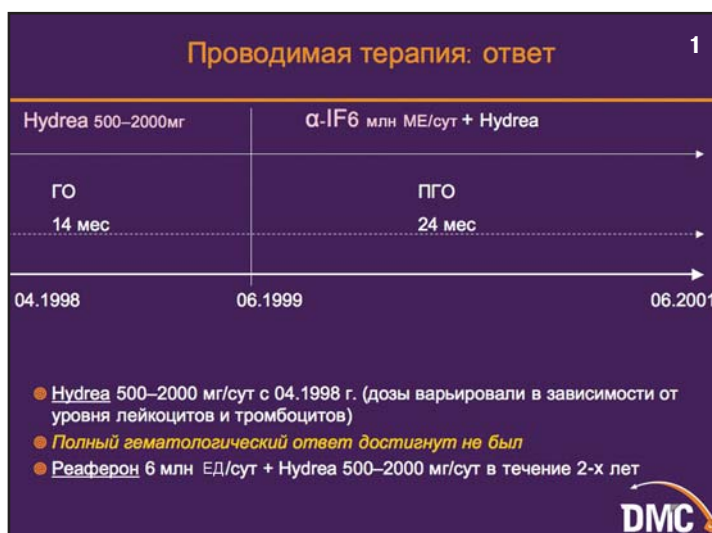 Проводимая терапия: ответ
1
Hydrea 500–2000мг
α-IF6 млн МЕ/сут + Hydrea
ГО
ПГО
14 мес
24 мес
04.1998
06.1999
06.2001
Hydrea 500–2000 мг/сут с 04.1998 г. (дозы варьировали в зависимости от
уровня лейкоцитов и тромбоцитов)
Полный гематологический ответ достигнут не был
Реаферон 6 млн ЕД/сут + Hydrea 500–2000 мг/сут в течение 2-х лет
DMC